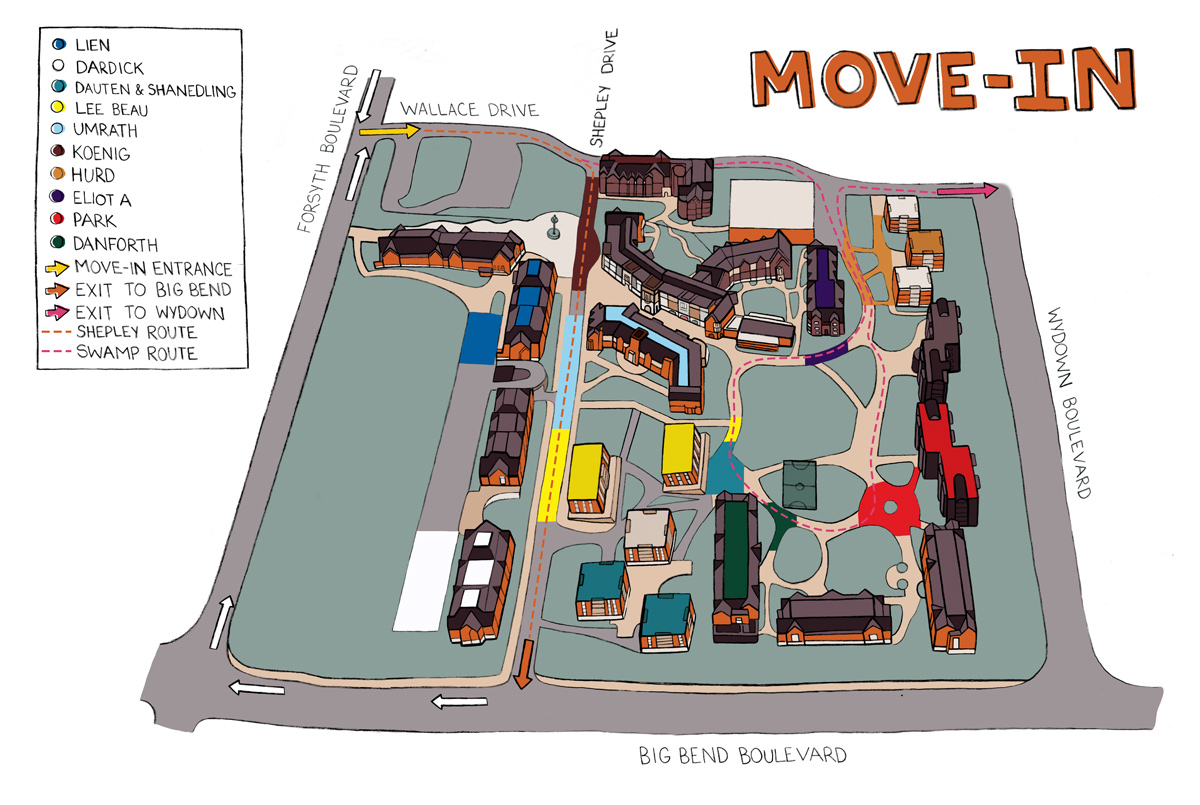 MOVE-IN
LIEN
DARDICK
DAUTEN & SHANEDLING
LEE BEAU
UMRATH
KOENIG
HURD
ELIOT A
PARK
DANFORTH
MOVE-IN ENTRANCE
EXIT TO BIG BEND
EXIT TO WYDOWN
SHEPLEY ROUTE
SWAMP ROUTE
FORSYTH BOULEVARD
WALLACE DRIVE
SHEPLEY DRIVE
WYDOWN BOULEVARD
BIG BEND BOULEVARD